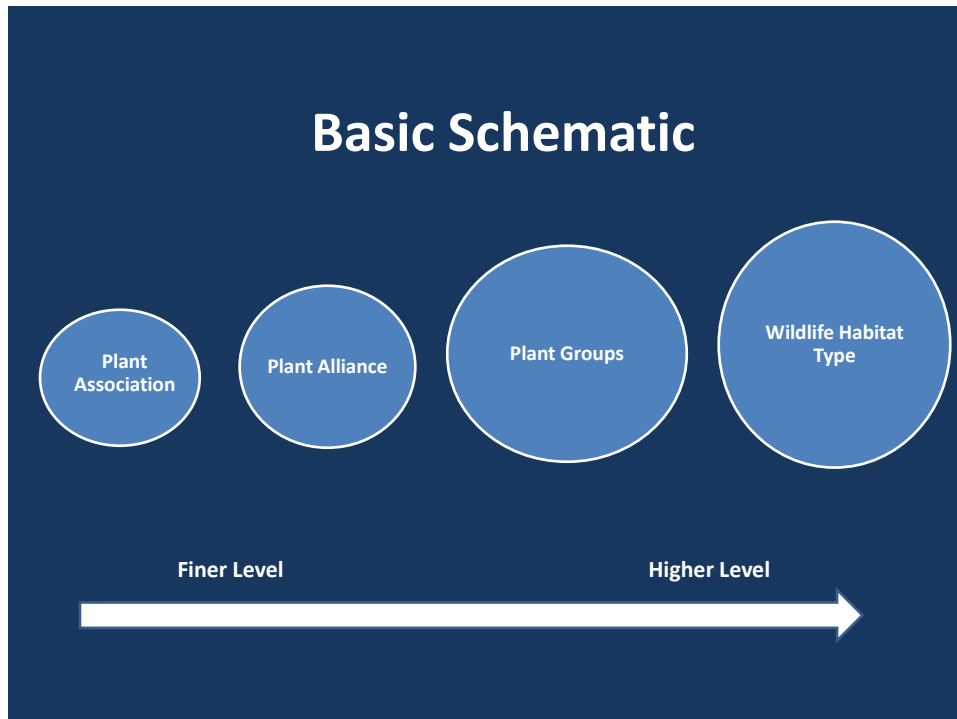 Basic Schematic
Plant
Association
Plant Alliance
Plant Groups
Wildlife Habitat
Type
Finer Level
Higher Level